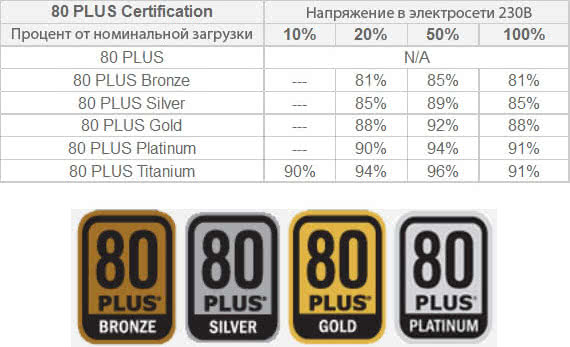 80 PLUS Certification Напряжение в электросети 230В
Процент от номинальной загрузки 10% 20% 50% 100%
80 PLUS N/A
80 PLUS Bronze --- 81% 85% 81%
80 PLUS Silver --- 85% 89% 85%
80 PLUS Gold --- 88% 92% 88%
80 PLUS Platinum --- 90% 94% 91%
80 PLUS Titanium 90% 94% 96% 91%
80 80 80 80
PLUS® PLUS® PLUS® PLUS®
BRONZE SILVER GOLD PLATINUM